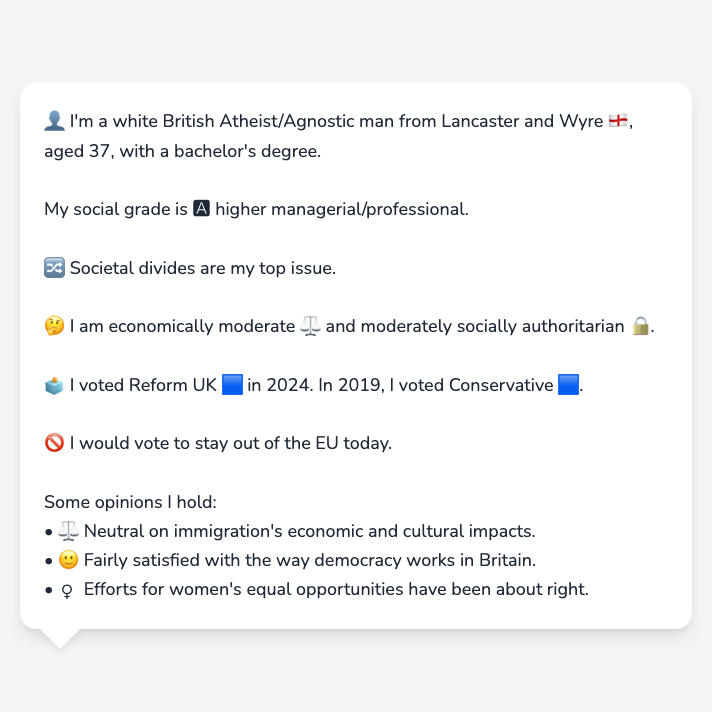 👤 I'm a white British Atheist/Agnostic man from Lancaster and Wyre 🏴󠁧󠁢󠁥󠁮󠁧󠁿,
aged 37, with a bachelor's degree.
My social grade is 🅰 higher managerial/professional.
🔀 Societal divides are my top issue.
🤔 I am economically moderate ⚖️ and moderately socially authoritarian 🔒.
🗳️ I voted Reform UK 🟦 in 2024. In 2019, I voted Conservative 🟦.
🚫 I would vote to stay out of the EU today.
Some opinions I hold:
• ⚖️ Neutral on immigration's economic and cultural impacts.
• 🙂 Fairly satisfied with the way democracy works in Britain.
• ♀ Efforts for women's equal opportunities have been about right.